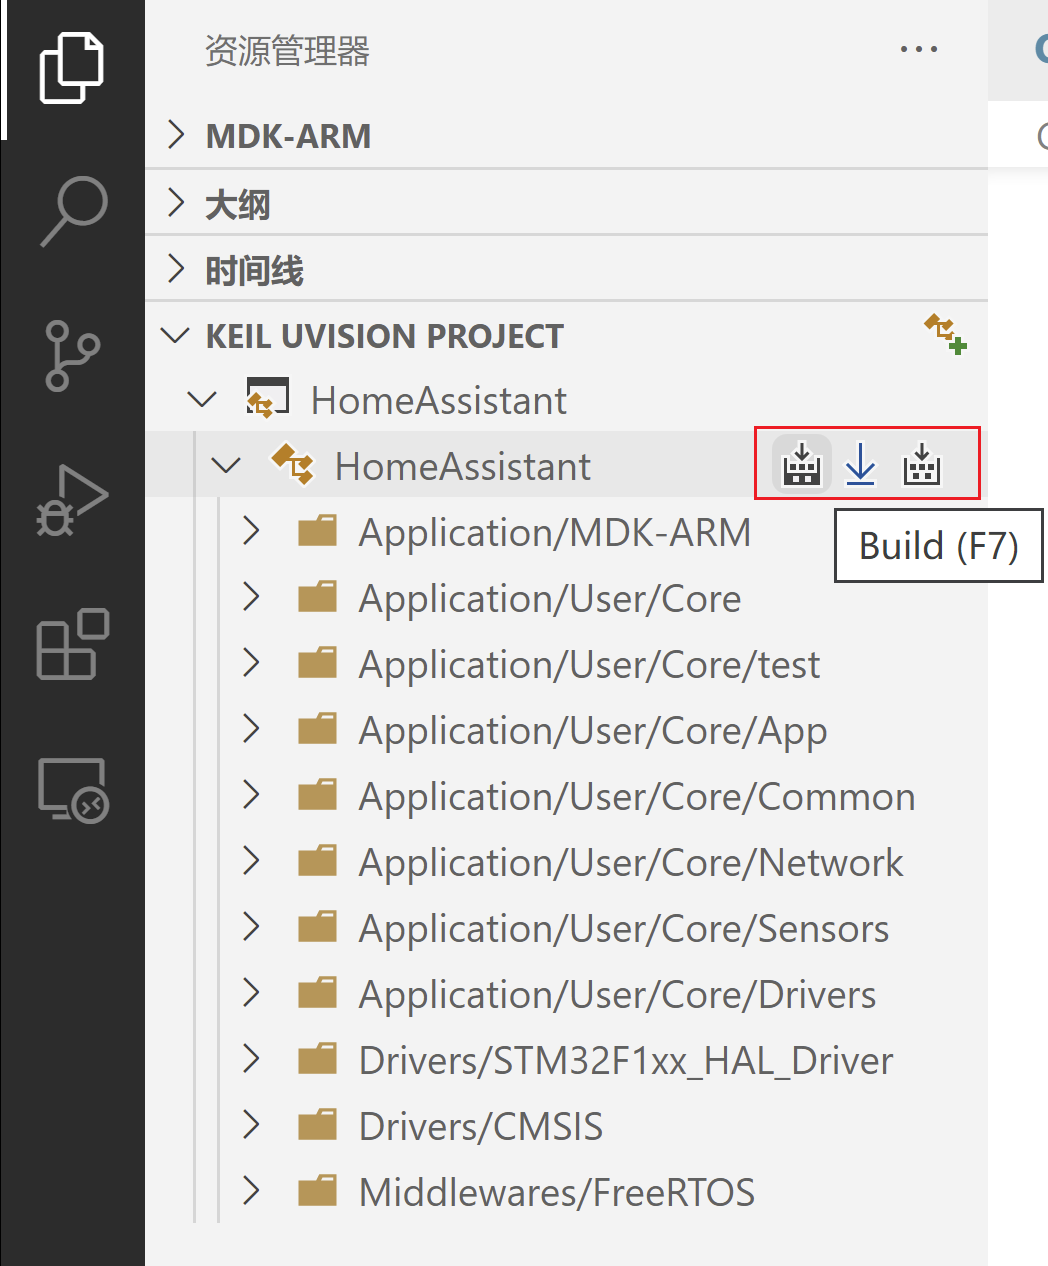 资源管理器
MDK-ARM
大纲
时间线
KEIL UVISION PROJECT
HomeAssistant
HomeAssistant
Application/MDK-ARM
Build (F7)
Application/User/Core
Application/User/Core/test
Application/User/Core/App
Application/User/Core/Common
Application/User/Core/Network
Application/User/Core/Sensors
Application/User/Core/Drivers
Drivers/STM32F1xx_HAL_Driver
Drivers/CMSIS
Middlewares/FreeRTOS